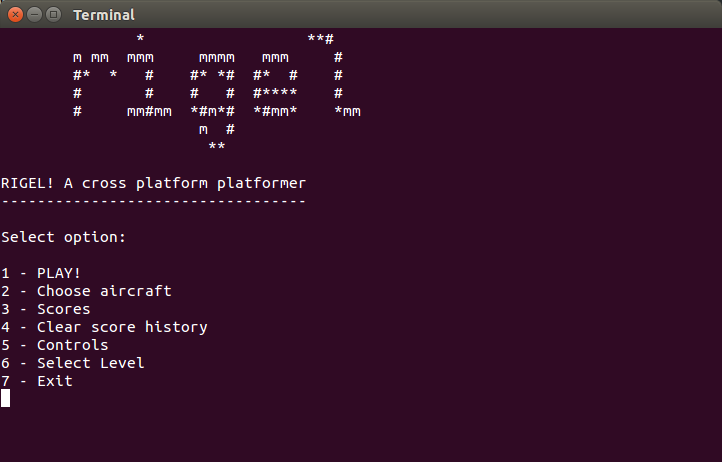 Terminal
                *                  **#
        m mm  mmm     mmmm   mmm     #
        #*  *   #    #* *#  #*  #    #
        #       #    #   #  #****    #
        #     mm#mm  *#m*#  *#mm*    *mm
                      m  #
                       **
RIGEL! A cross platform platformer
----------------------------------
Select option:
1 - PLAY!
2 - Choose aircraft
3 - Scores
4 - Clear score history
5 - Controls
6 - Select Level
7 - Exit